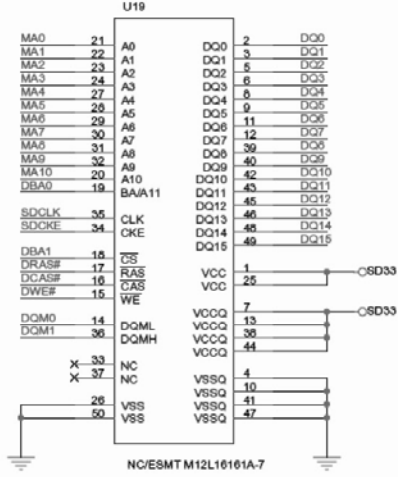 U19
MA0 21 A0 DQ0 2 DQ0
MA1 22 A1 DQ1 3 DQ1
MA2 23 A2 DQ2 5 DQ2
MA3 24 A3 DQ3 6 DQ3
MA4 27 A4 DQ4 8 DQ4
MA5 28 A5 DQ5 9 DQ5
MA6 29 A6 DQ6 11 DQ6
MA7 30 A7 DQ7 12 DQ7
MA8 31 A8 DQ8 39 DQ8
MA9 32 A9 DQ9 40 DQ9
MA10 20 A10 DQ10 42 DQ10
DBA0 19 BA/A11 DQ11 43 DQ11
DQ12 45 DQ12
SDCLK 35 CLK DQ13 46 DQ13
SDCKE 34 CKE DQ14 48 DQ14
DQ15 49 DQ15
DBA1 18 CS
DRAS# 17 RAS VCC 1 SD33
DCAS# 16 CAS VCC 25
DWE# 15 WE
VCCQ 7 SD33
DQM0 14 DQML VCCQ 13
DQM1 36 DQMH VCCQ 38
VCCQ 44
33 NC
37 NC VSSQ 4
VSSQ 10
26 VSS VSSQ 41
50 VSS VSSQ 47
NC/ESMT M12L16161A-7